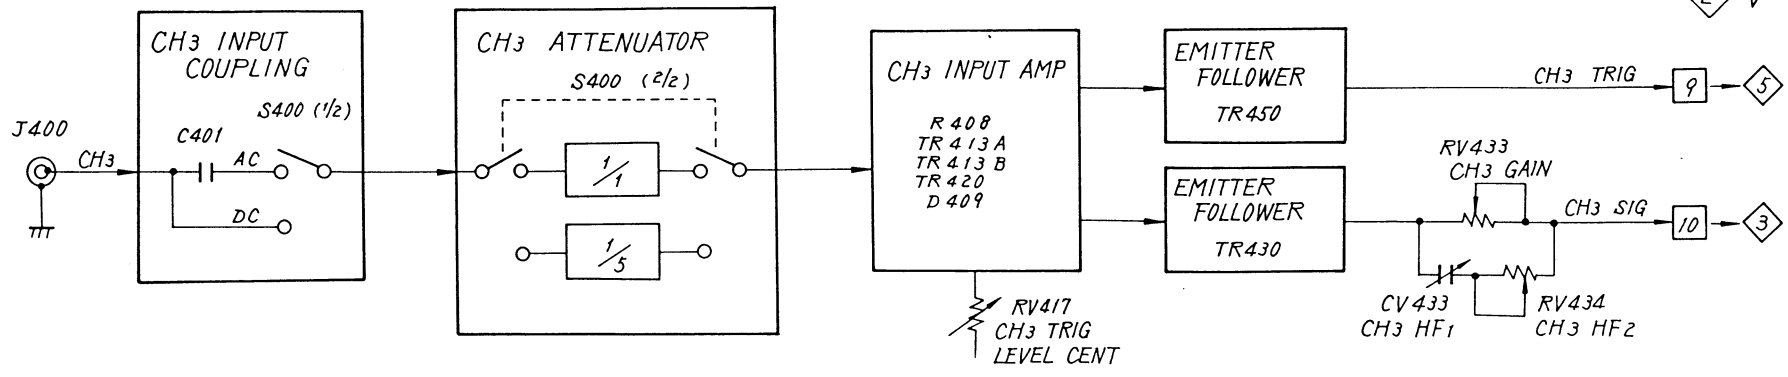 CH3 INPUT
COUPLING
S400 (1/2)
J400
CH3
C401
AC
DC
CH3 ATTENUATOR
S400 (2/2)
1/1
1/5
CH3 INPUT AMP
R408
TR413A
TR413B
TR420
D409
RV417
CH3 TRIG
LEVEL CENT
EMITTER
FOLLOWER
TR450
CH3 TRIG
9
5
EMITTER
FOLLOWER
TR430
RV433
CH3 GAIN
CH3 SIG
10
3
CV433
CH3 HF1
RV434
CH3 HF2